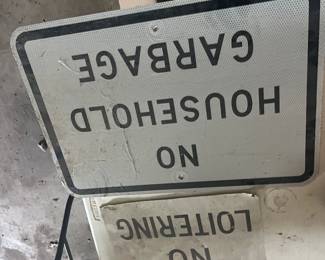 NO
HOUSEHOLD
GARBAGE
NO
LOITERING